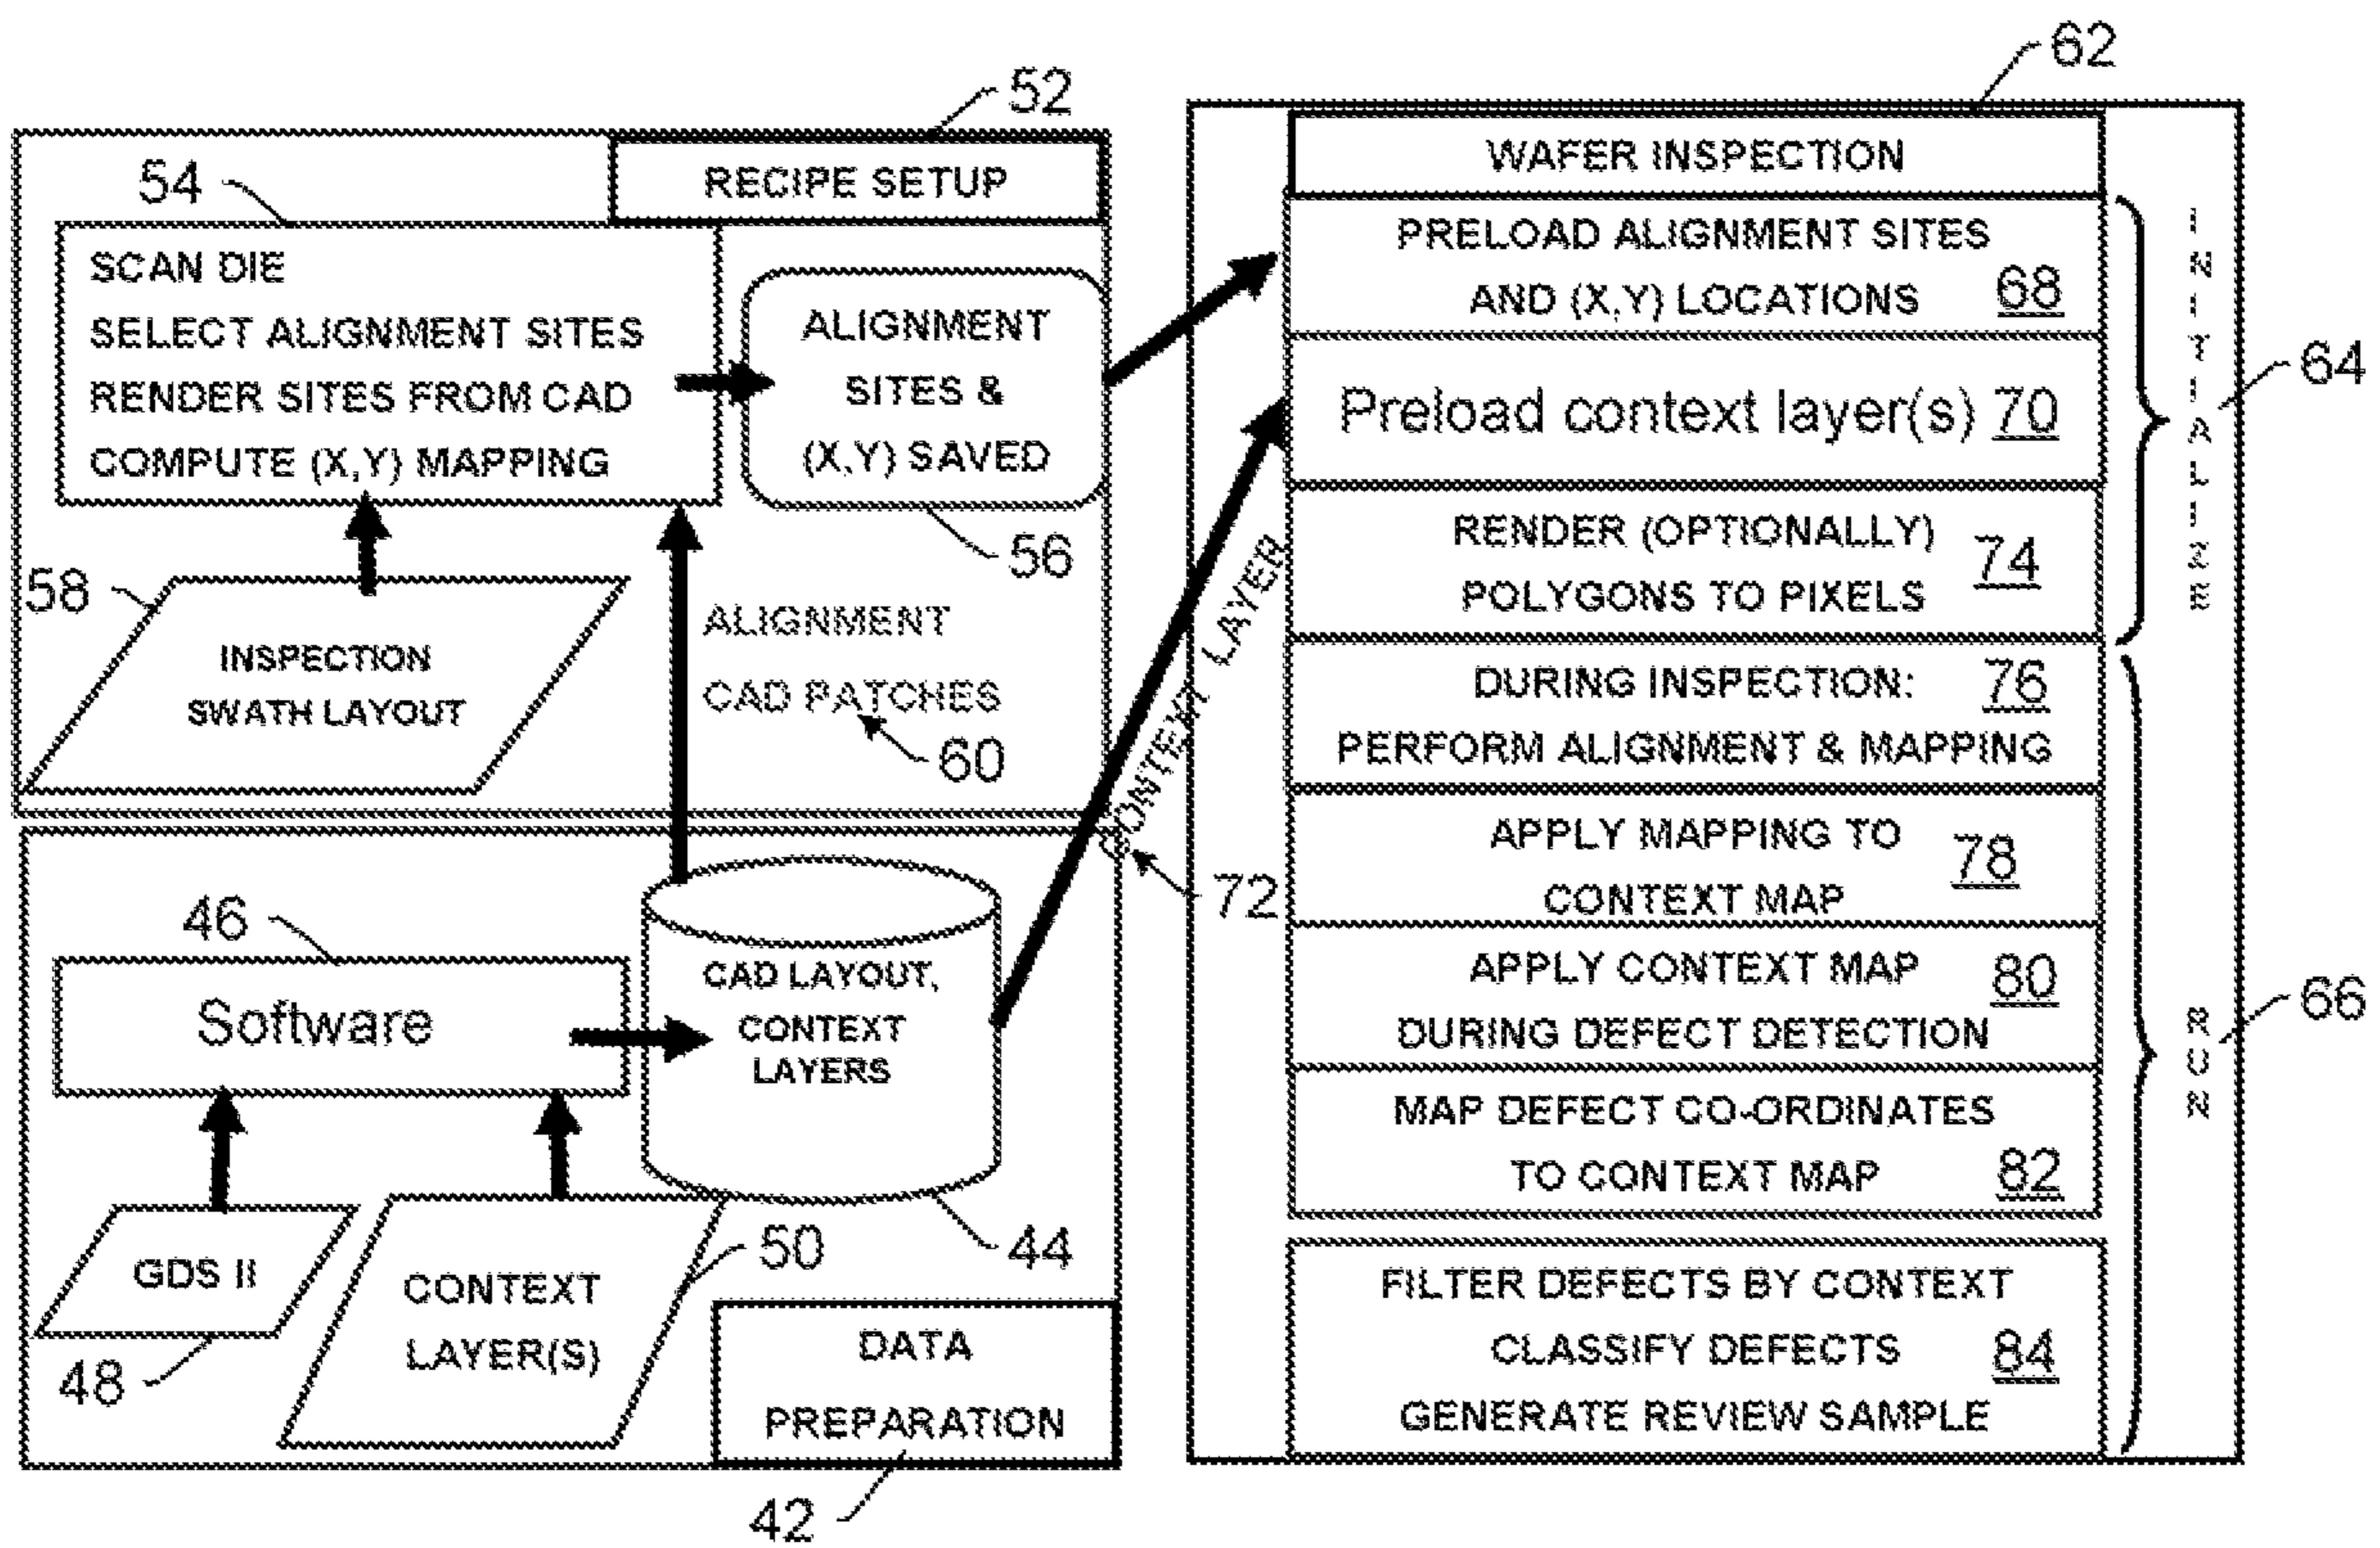 52
RECIPE SETUP
54
SCAN DIE
SELECT ALIGNMENT SITES
RENDER SITES FROM CAD
COMPUTE (X,Y) MAPPING
ALIGNMENT
SITES &
(X,Y) SAVED
56
58
INSPECTION
SWATH LAYOUT
ALIGNMENT
CAD PATCHES
60
CONTEXT LAYER
72
46
Software
CAD LAYOUT,
CONTEXT
LAYERS
44
GDS II
48
CONTEXT
LAYER(S)
50
DATA
PREPARATION
42
62
WAFER INSPECTION
PRELOAD ALIGNMENT SITES
AND (X,Y) LOCATIONS 68
Preload context layer(s) 70
RENDER (OPTIONALLY)
POLYGONS TO PIXELS 74
INITIALIZE
64
DURING INSPECTION: 76
PERFORM ALIGNMENT & MAPPING
APPLY MAPPING TO
CONTEXT MAP 78
APPLY CONTEXT MAP 80
DURING DEFECT DETECTION
MAP DEFECT CO-ORDINATES
TO CONTEXT MAP 82
FILTER DEFECTS BY CONTEXT
CLASSIFY DEFECTS 84
GENERATE REVIEW SAMPLE
RUN
66